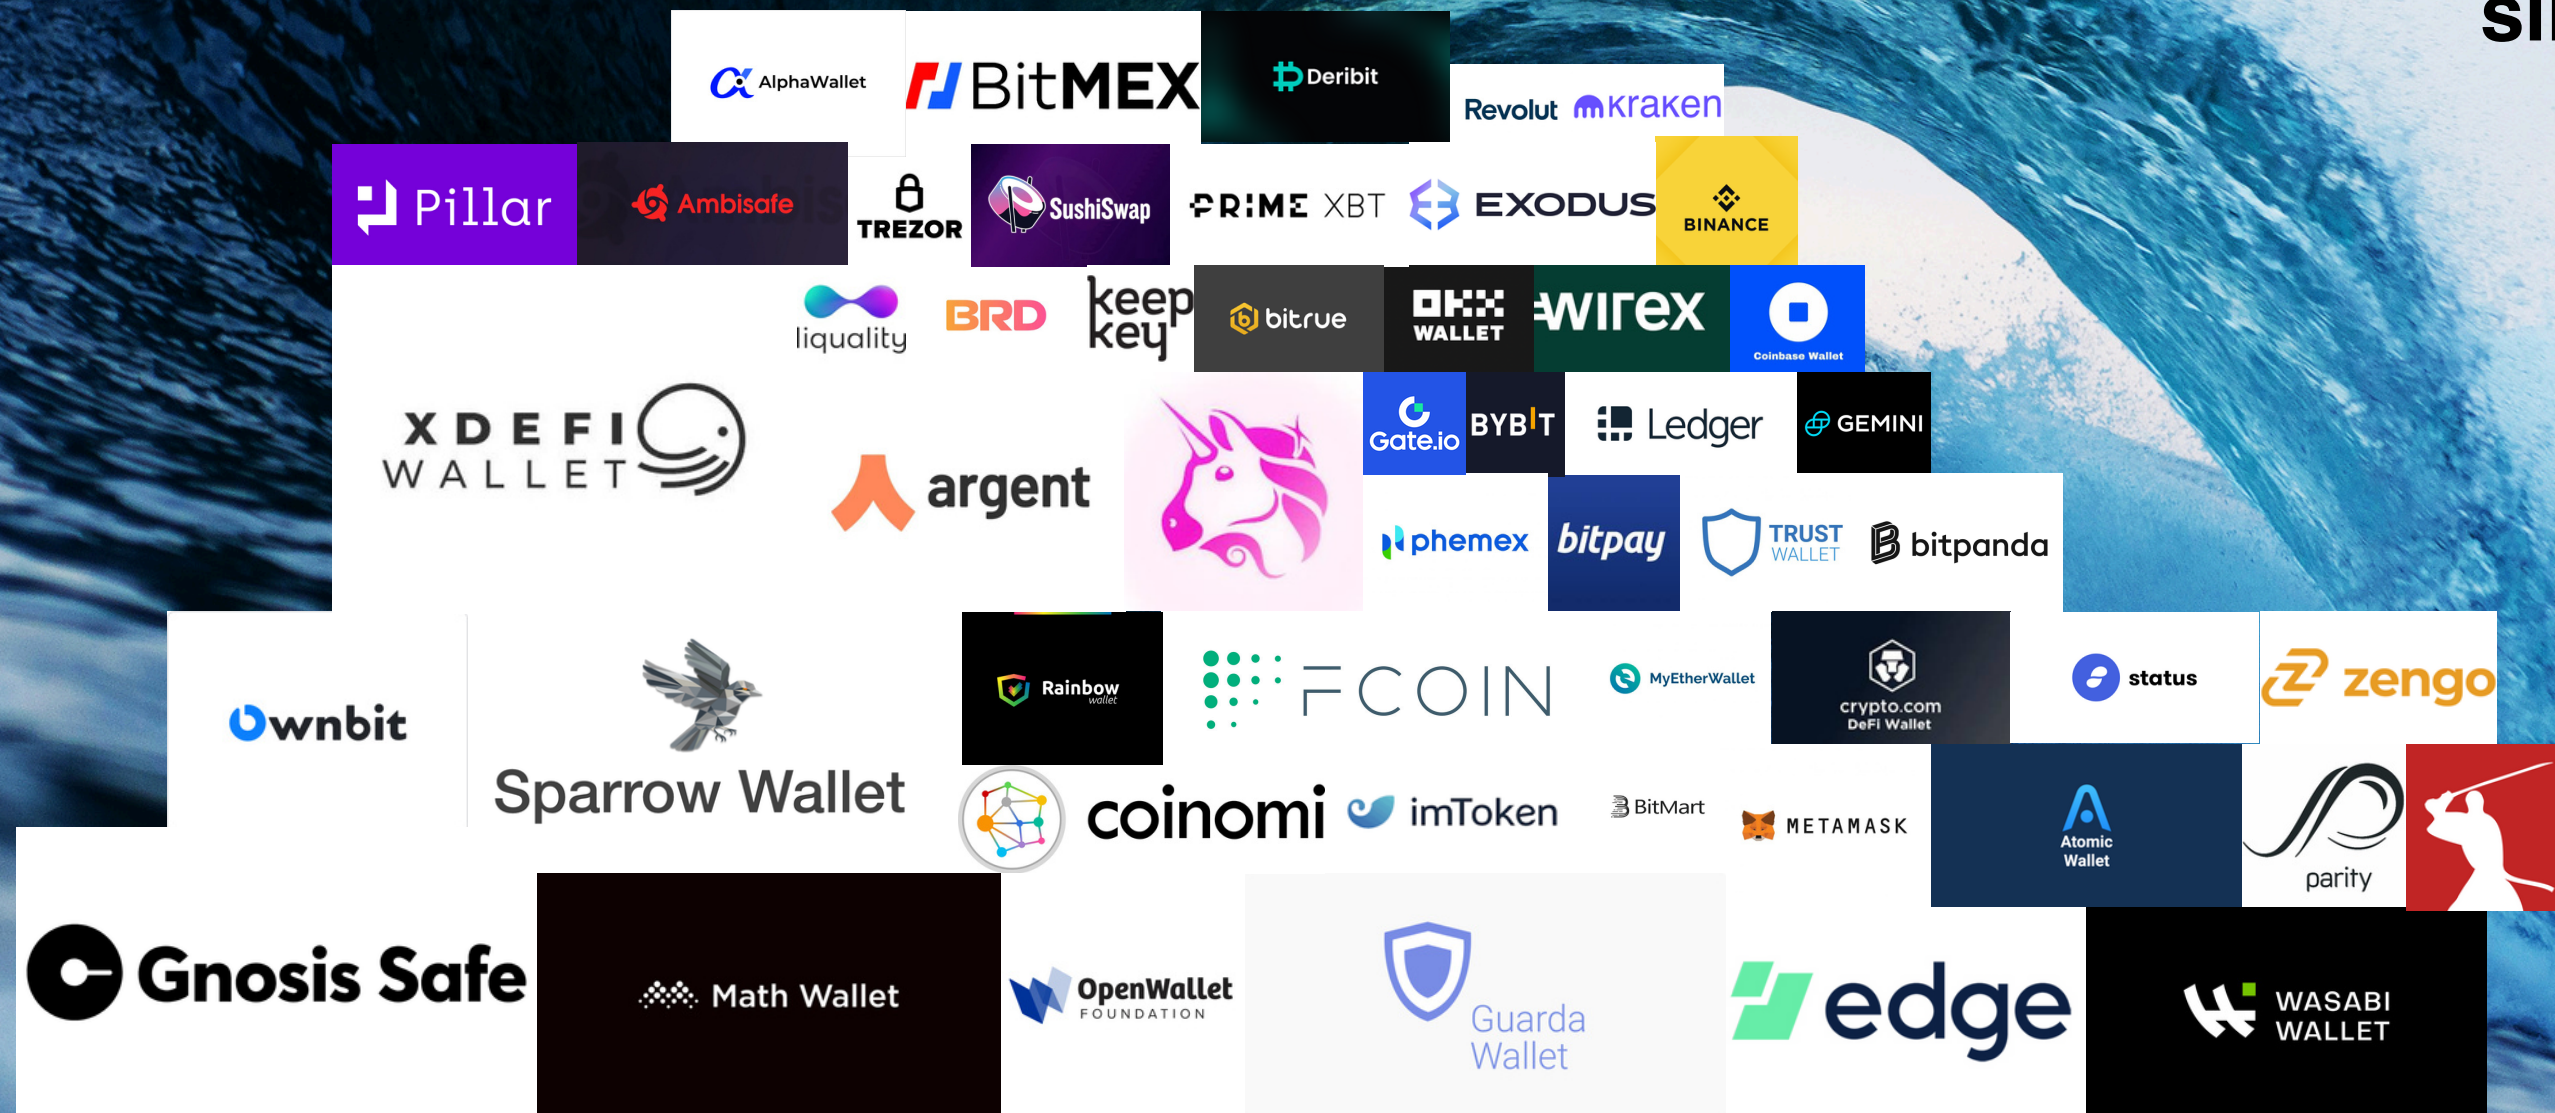 AlphaWallet
BitMEX
Deribit
Revolut
kraken
Pillar
Ambisafe
TREZOR
SushiSwap
PRIME XBT
EXODUS
BINANCE
liquality
BRD
keep
key
bitrue
OKX
WALLET
wirex
Coinbase Wallet
XDEFI
WALLET
argent
Gate.io
BYBIT
Ledger
GEMINI
phemex
bitpay
TRUST
WALLET
bitpanda
ownbit
Sparrow Wallet
Rainbow
wallet
FCOIN
MyEtherWallet
crypto.com
DeFi Wallet
status
zengo
coinomi
imToken
BitMart
METAMASK
Atomic
Wallet
parity
Gnosis Safe
Math Wallet
OpenWallet
FOUNDATION
Guarda
Wallet
edge
WASABI
WALLET